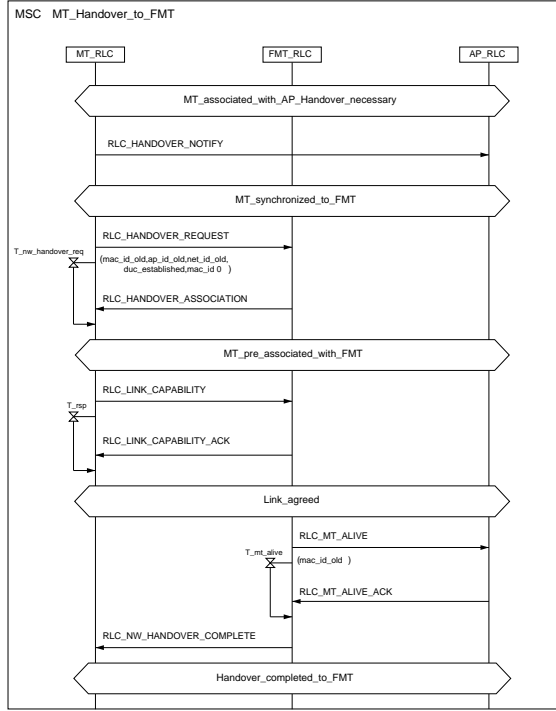 MSC MT_Handover_to_FMT
MT_RLC FMT_RLC AP_RLC
MT_associated_with_AP_Handover_necessary
RLC_HANDOVER_NOTIFY
MT_synchronized_to_FMT
RLC_HANDOVER_REQUEST
T_nw_handover_req
(mac_id_old,ap_id_old,net_id_old,
duc_established,mac_id 0 )
RLC_HANDOVER_ASSOCIATION
MT_pre_associated_with_FMT
RLC_LINK_CAPABILITY
T_rsp
RLC_LINK_CAPABILITY_ACK
Link_agreed
RLC_MT_ALIVE
T_mt_alive
(mac_id_old )
RLC_MT_ALIVE_ACK
RLC_NW_HANDOVER_COMPLETE
Handover_completed_to_FMT